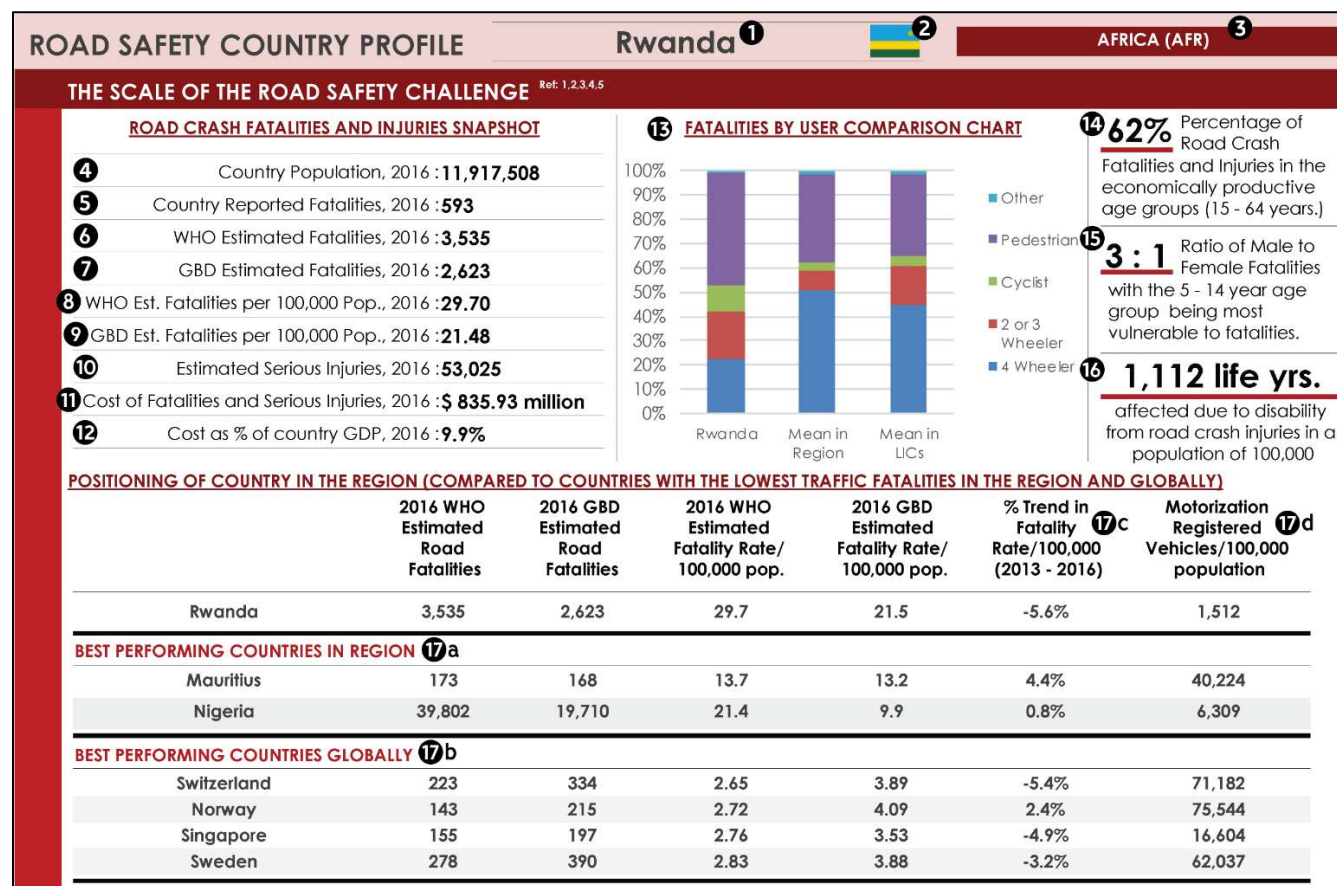 ROAD SAFETY COUNTRY PROFILE Rwanda 1 2 AFRICA (AFR) 3
THE SCALE OF THE ROAD SAFETY CHALLENGE Ref: 1,2,3,4,5
ROAD CRASH FATALITIES AND INJURIES SNAPSHOT
4 Country Population, 2016 : 11,917,508
5 Country Reported Fatalities, 2016 : 593
6 WHO Estimated Fatalities, 2016 : 3,535
7 GBD Estimated Fatalities, 2016 : 2,623
8 WHO Est. Fatalities per 100,000 Pop., 2016 : 29.70
9 GBD Est. Fatalities per 100,000 Pop., 2016 : 21.48
10 Estimated Serious Injuries, 2016 : 53,025
11 Cost of Fatalities and Serious Injuries, 2016 : $ 835.93 million
12 Cost as % of country GDP, 2016 : 9.9%
13 FATALITIES BY USER COMPARISON CHART
100%
90%
80%
70%
60%
50%
40%
30%
20%
10%
0%
Rwanda
Mean in
Region
Mean in
LICs
Other
Pedestrian
Cyclist
2 or 3
Wheeler
4 Wheeler
14 62% Percentage of
Road Crash
Fatalities and Injuries in the
economically productive
age groups (15 - 64 years.)
15 3 : 1 Ratio of Male to
Female Fatalities
with the 5 - 14 year age
group being most
vulnerable to fatalities.
16 1,112 life yrs.
affected due to disability
from road crash injuries in a
population of 100,000
POSITIONING OF COUNTRY IN THE REGION (COMPARED TO COUNTRIES WITH THE LOWEST TRAFFIC FATALITIES IN THE REGION AND GLOBALLY)
2016 WHO
Estimated
Road
Fatalities
2016 GBD
Estimated
Road
Fatalities
2016 WHO
Estimated
Fatality Rate/
100,000 pop.
2016 GBD
Estimated
Fatality Rate/
100,000 pop.
% Trend in
Fatality 17c
Rate/100,000
(2013 - 2016)
Motorization
Registered 17d
Vehicles/100,000
population
Rwanda 3,535 2,623 29.7 21.5 -5.6% 1,512
BEST PERFORMING COUNTRIES IN REGION 17a
Mauritius 173 168 13.7 13.2 4.4% 40,224
Nigeria 39,802 19,710 21.4 9.9 0.8% 6,309
BEST PERFORMING COUNTRIES GLOBALLY 17b
Switzerland 223 334 2.65 3.89 -5.4% 71,182
Norway 143 215 2.72 4.09 2.4% 75,544
Singapore 155 197 2.76 3.53 -4.9% 16,604
Sweden 278 390 2.83 3.88 -3.2% 62,037